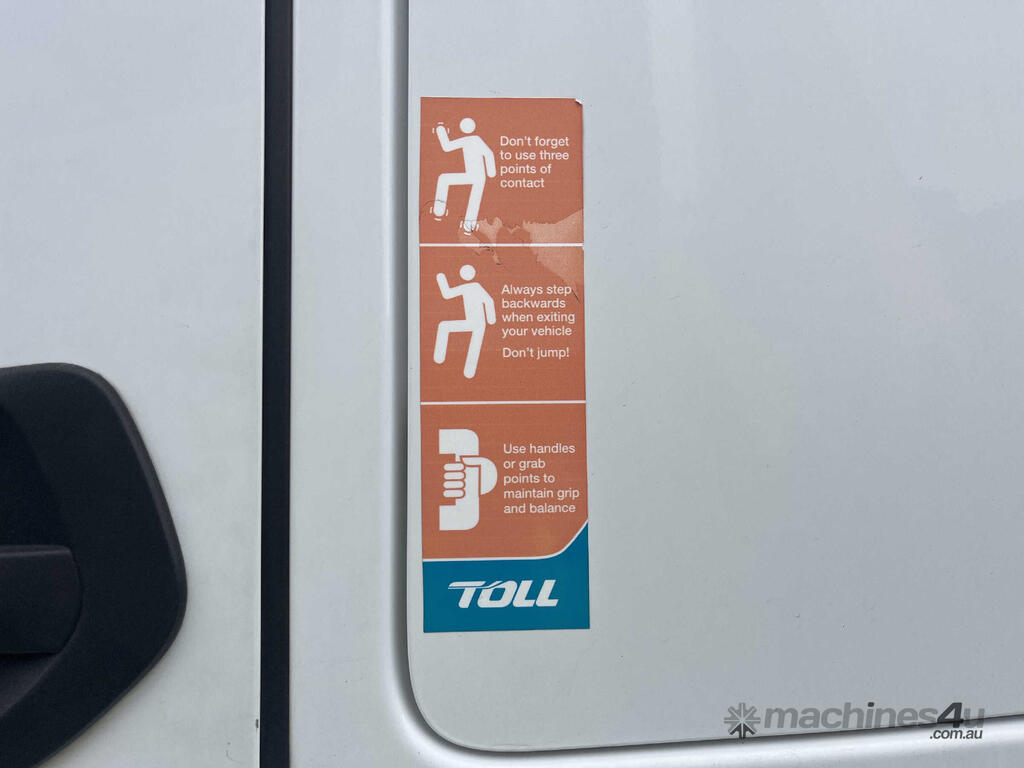 Don't forget
to use three
points of
contact
Always step
backwards
when exiting
your vehicle
Don't jump!
Use handles
or grab
points to
maintain grip
and balance
TOLL
machines4u
.com.au